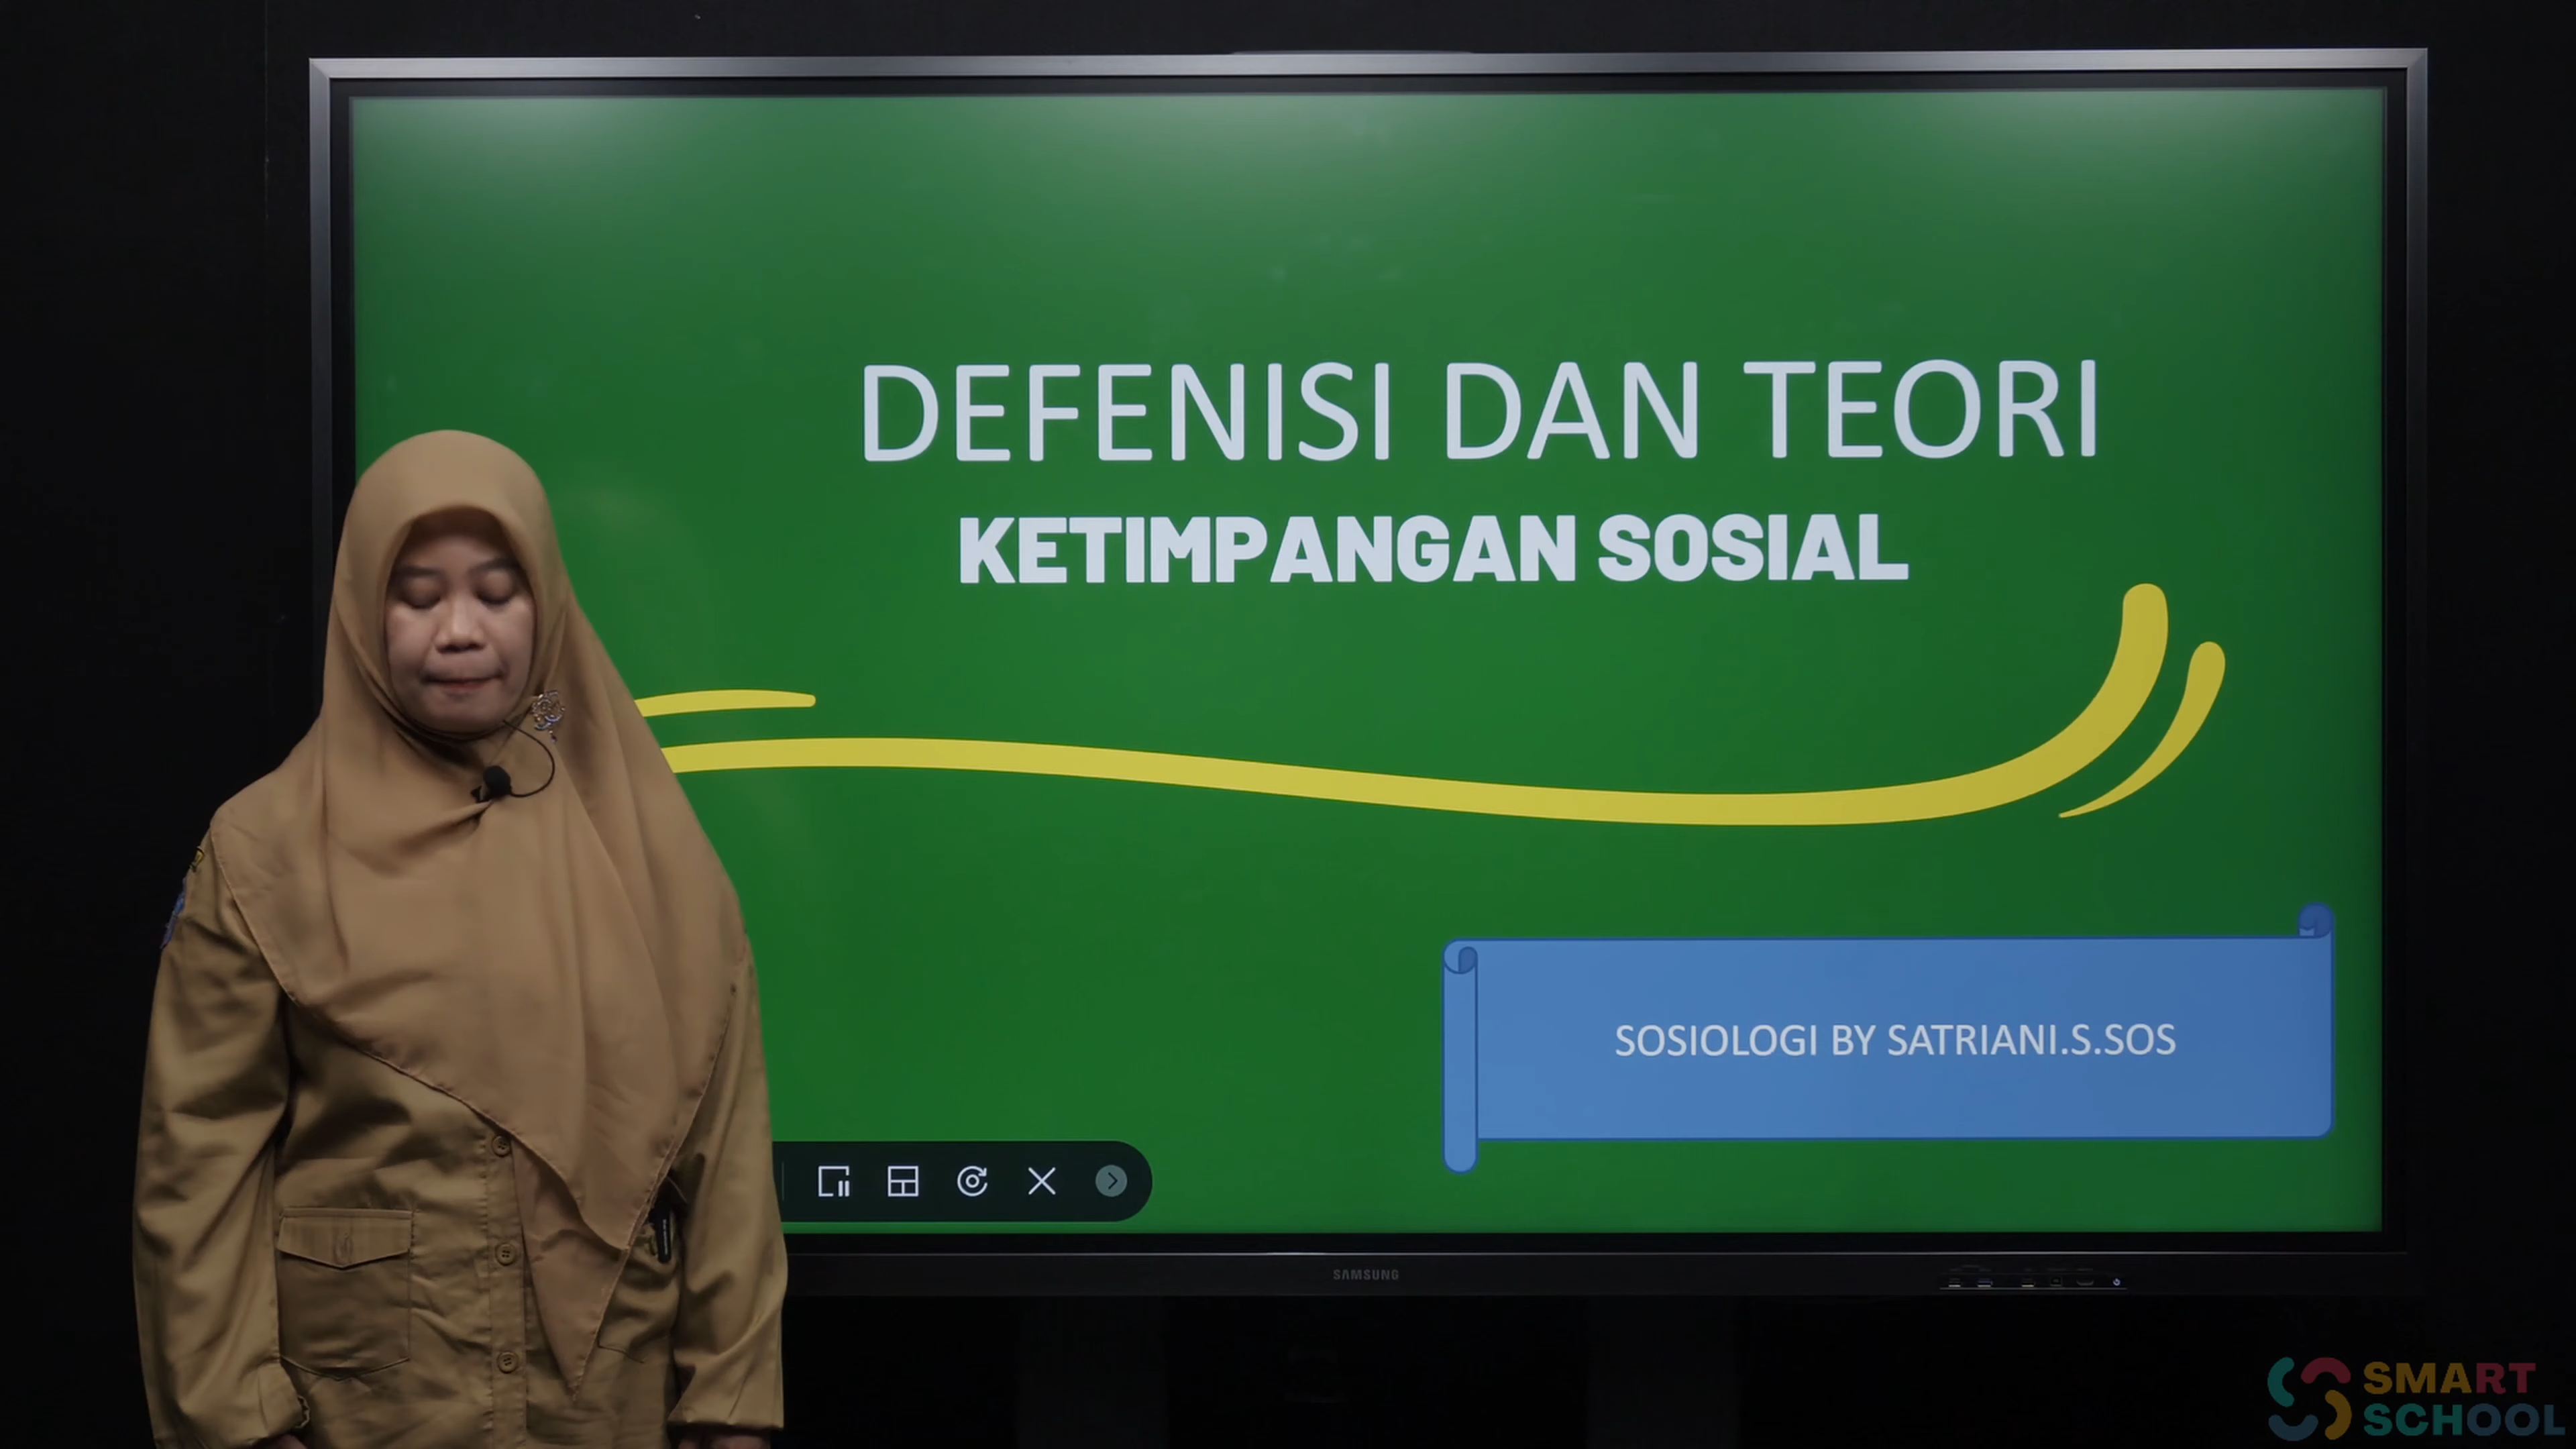 DEFENISI DAN TEORI
KETIMPANGAN SOSIAL
SOSIOLOGI BY SATRIANI.S.SOS
SAMSUNG
SMART
SCHOOL